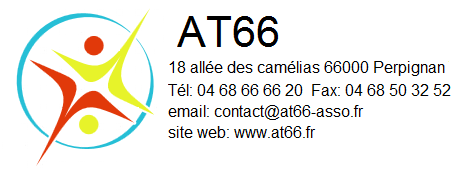 AT66
18 allée des camélias 66000 Perpignan
Tél: 04 68 66 66 20  Fax: 04 68 50 32 52
email: contact@at66-asso.fr
site web: www.at66.fr